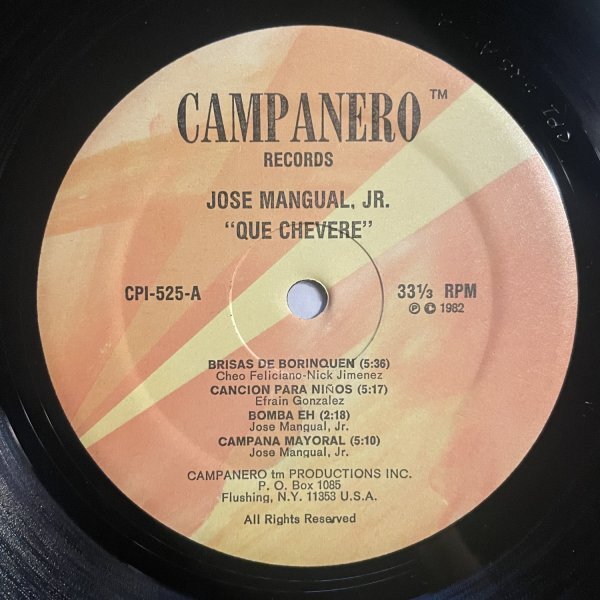 CAMPANERO™
RECORDS
JOSE MANGUAL, JR.
"QUE CHEVERE"
CPI-525-A
33⅓ RPM
℗ © 1982
BRISAS DE BORINQUEN (5:36)
Cheo Feliciano-Nick Jimenez
CANCION PARA NIÑOS (5:17)
Efrain Gonzalez
BOMBA EH (2:18)
Jose Mangual, Jr.
CAMPANA MAYORAL (5:10)
Jose Mangual, Jr.
CAMPANERO tm PRODUCTIONS INC.
P. O. Box 1085
Flushing, N.Y. 11353 U.S.A.
All Rights Reserved